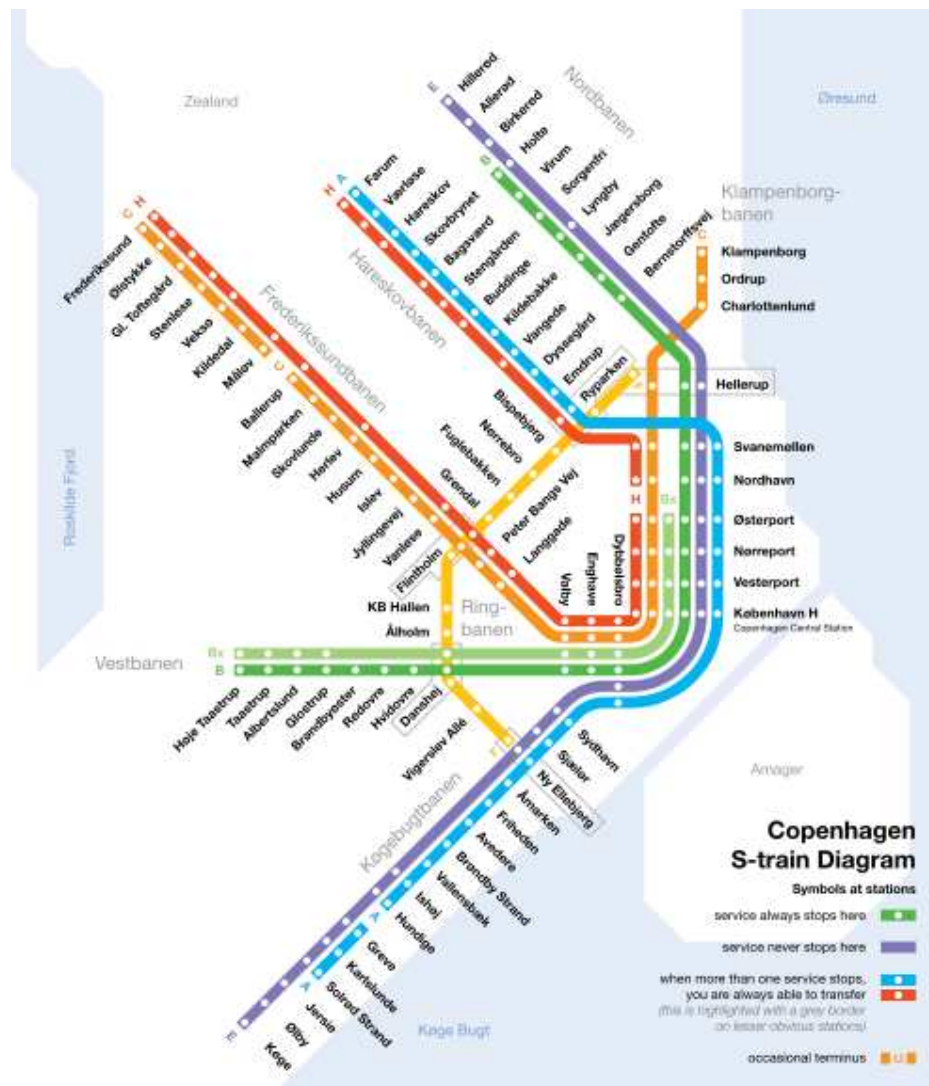 Zealand
Nordbanen
Øresund
E
Hillerød
Allerød
Birkerød
Holte
Virum
Sorgenfri
Lyngby
Jægersborg
Gentofte
Bernstorffsvej
B
Klampenborg-
banen
C
Klampenborg
Ordrup
Charlottenlund
H
A
Farum
Værløse
Hareskov
Skovbrynet
Bagsværd
Stengården
Buddinge
Kildebakke
Vangede
Dyssegård
Emdrup
Ryparken
Hareskovbanen
C
H
Frederikssund
Ølstykke
Gl. Toftegård
Stenløse
Veksø
Kildedal
Måløv
C
Ballerup
Malmparken
Skovlunde
Herlev
Husum
Islev
Jyllingevej
Vanløse
Flintholm
Frederikssundbanen
F
Hellerup
Bispebjerg
Nørrebro
Fuglebakken
Grøndal
Peter Bangs Vej
Langgade
Valby
Enghave
Dybbølsbro
H
Bx
Svanemøllen
Nordhavn
Østerport
Nørreport
Vesterport
København H
Copenhagen Central Station
Roskilde Fjord
KB Hallen
Ålholm
Ring-
banen
Vestbanen
Bx
B
Høje Taastrup
Taastrup
Albertslund
Glostrup
Brøndbyøster
Rødovre
Hvidovre
Danshøj
Vigerslev Allé
F
Køgebugtbanen
Sydhavn
Sjælør
Ny Ellebjerg
Åmarken
Friheden
Avedøre
Brøndby Strand
Vallensbæk
Ishøj
Hundige
A
Greve
Karlslunde
Solrød Strand
A
Jersie
Ølby
Køge
E
Køge Bugt
Amager
Copenhagen
S-train Diagram
Symbols at stations
service always stops here
service never stops here
when more than one service stops,
you are always able to transfer
(this is highlighted with a grey border
on lesser obvious stations)
occasional terminus